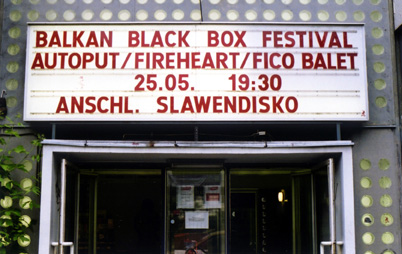 BALKAN BLACK BOX FESTIVAL
AUTOPUT/FIREHEART/FICO BALET
25.05. 19:30
ANSCHL. SLAWENDISKO